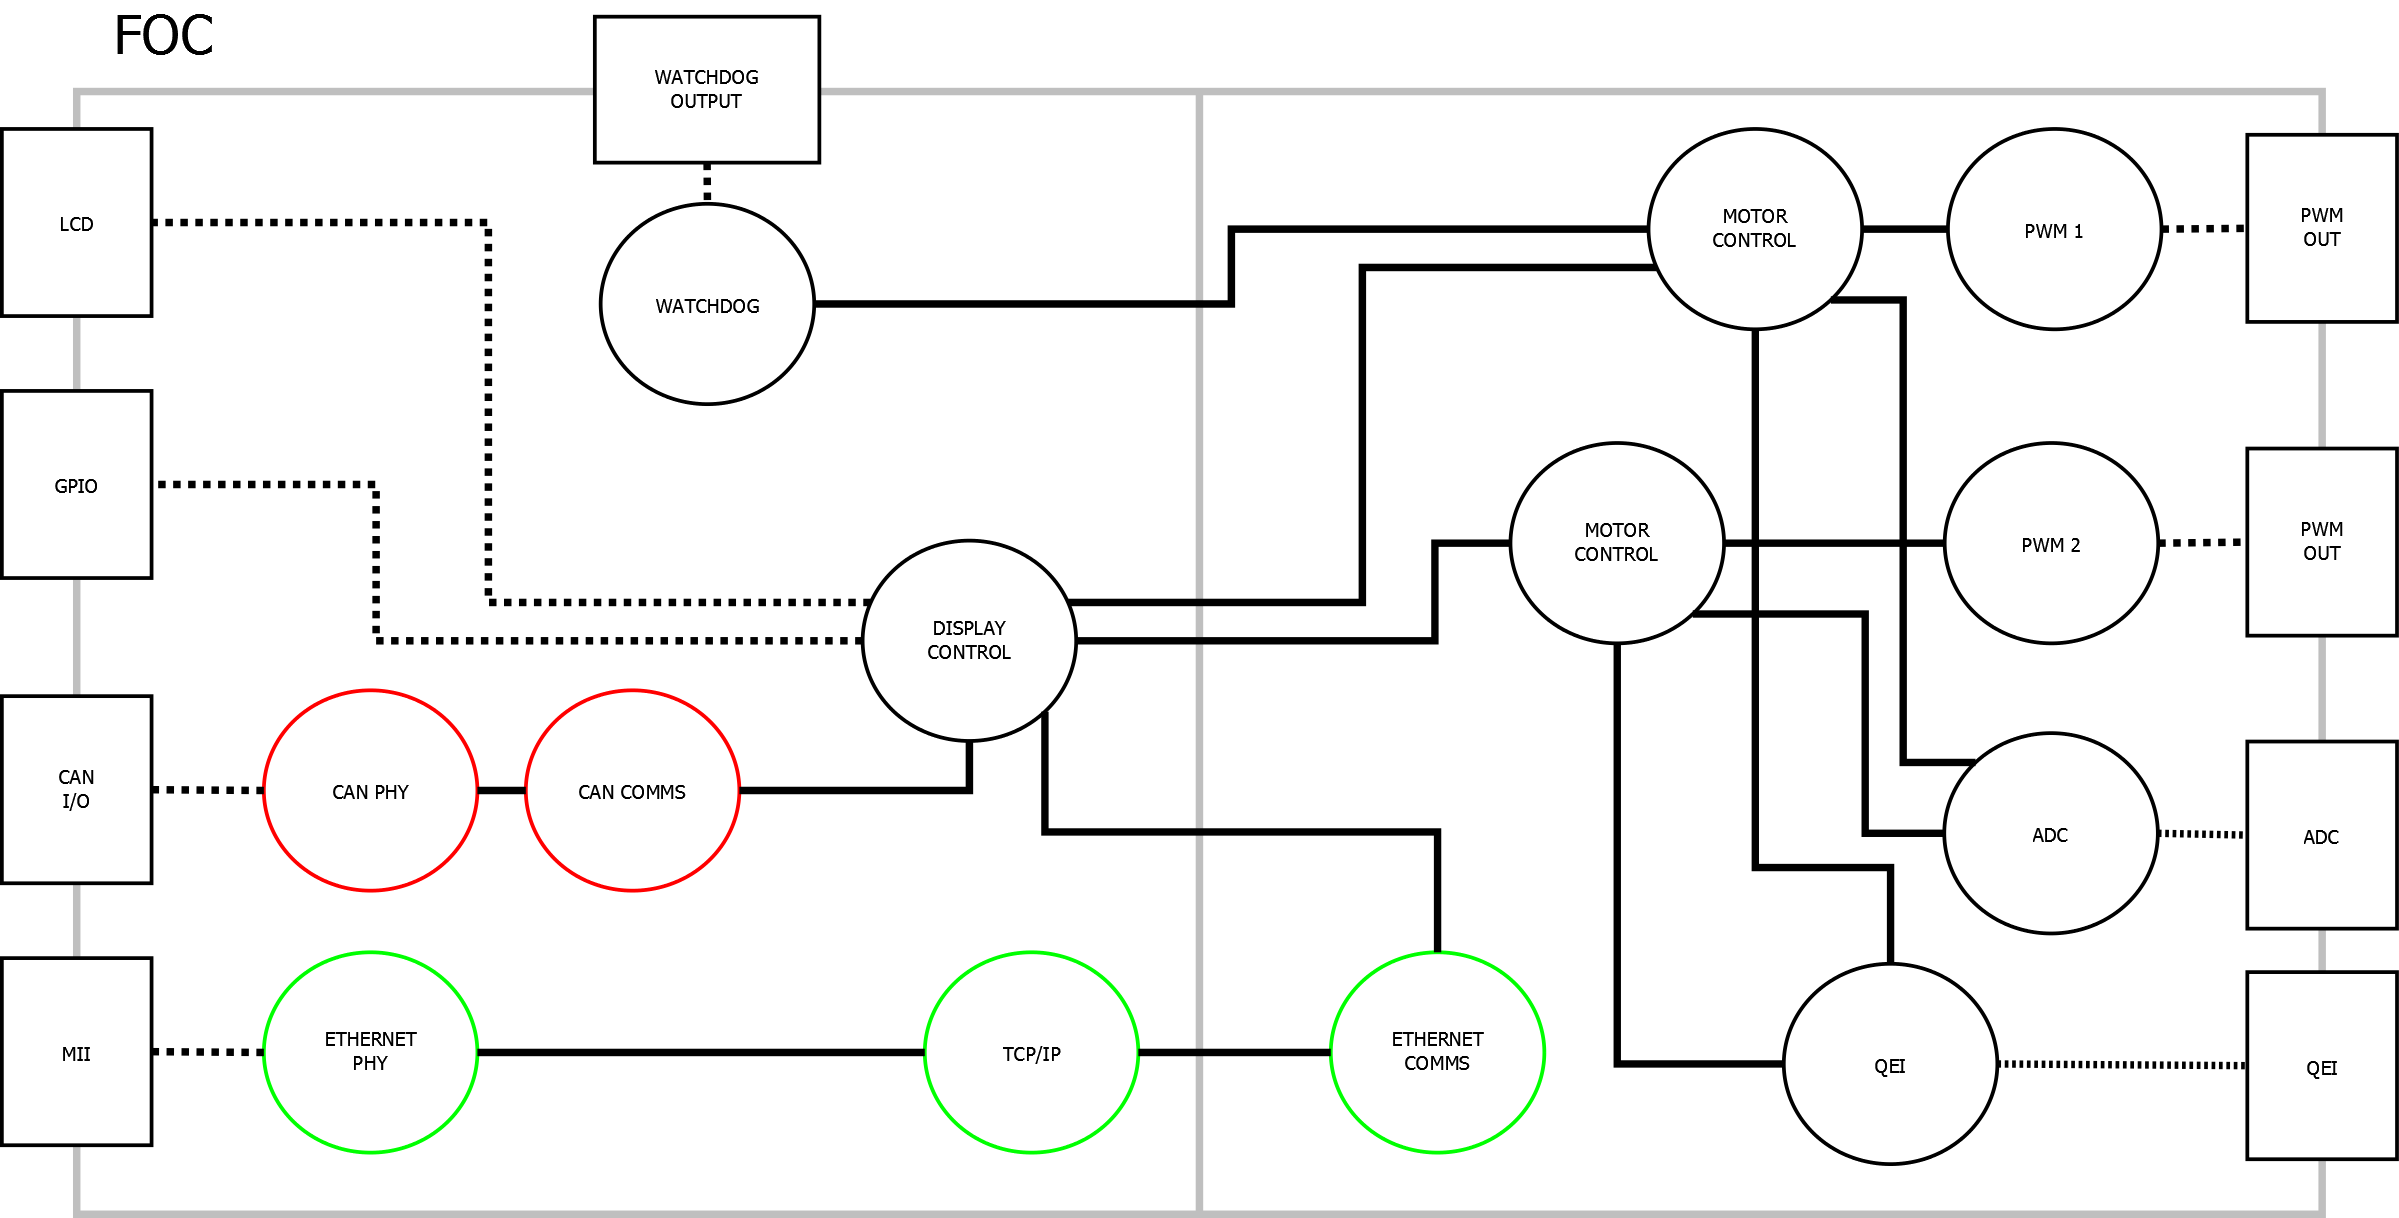 FOC
WATCHDOG
OUTPUT
LCD
WATCHDOG
MOTOR
CONTROL
PWM 1
PWM
OUT
GPIO
MOTOR
CONTROL
PWM 2
PWM
OUT
DISPLAY
CONTROL
CAN
I/O
CAN PHY
CAN COMMS
ADC
ADC
MII
ETHERNET
PHY
TCP/IP
ETHERNET
COMMS
QEI
QEI